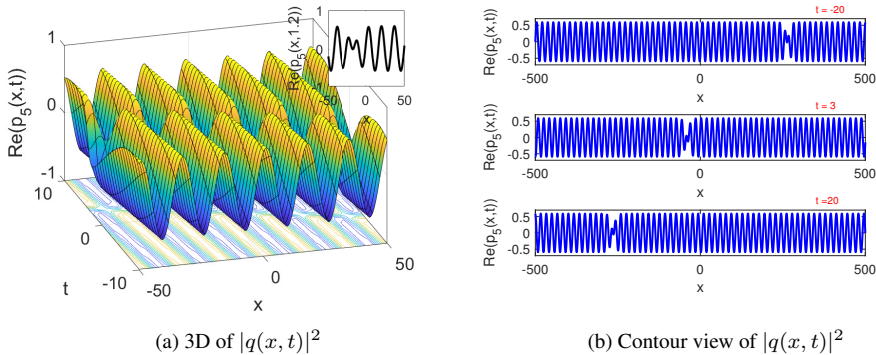 1
0
-1
Re(p5(x,t))
10
0
-10
t
-50
0
50
x
1
0
-1
Re(p5(x,1.2))
-50
0
50
x
(a) 3D of |q(x, t)|²
t = -20
0.5
0
-0.5
Re(p5(x,t))
-500
0
500
x
t = 3
0.5
0
-0.5
Re(p5(x,t))
-500
0
500
x
t =20
0.5
0
-0.5
Re(p5(x,t))
-500
0
500
x
(b) Contour view of |q(x, t)|²